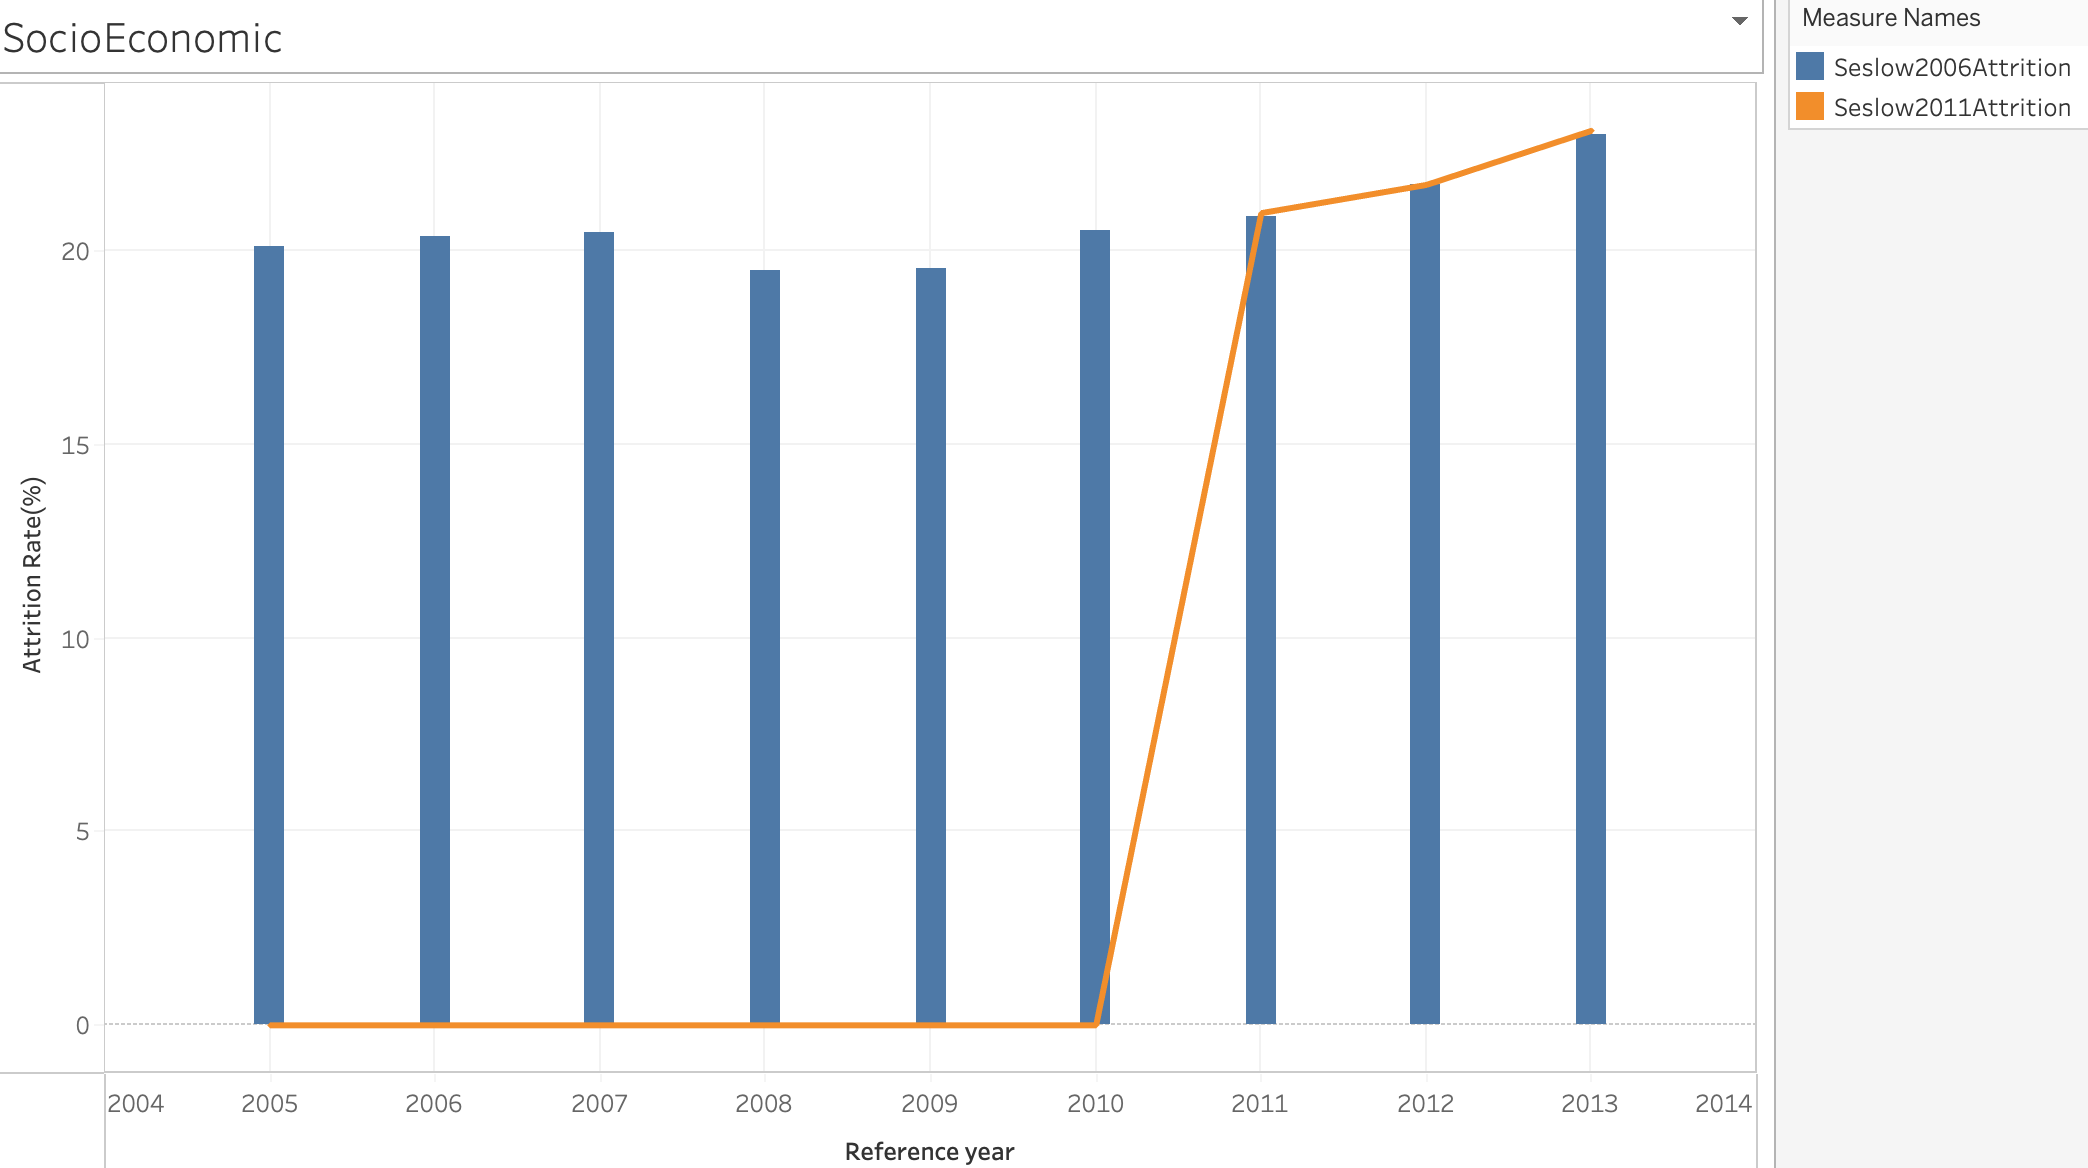 SocioEconomic
Measure Names
Seslow2006Attrition
Seslow2011Attrition
Attrition Rate(%)
20
15
10
5
0
2004 2005 2006 2007 2008 2009 2010 2011 2012 2013 2014
Reference year